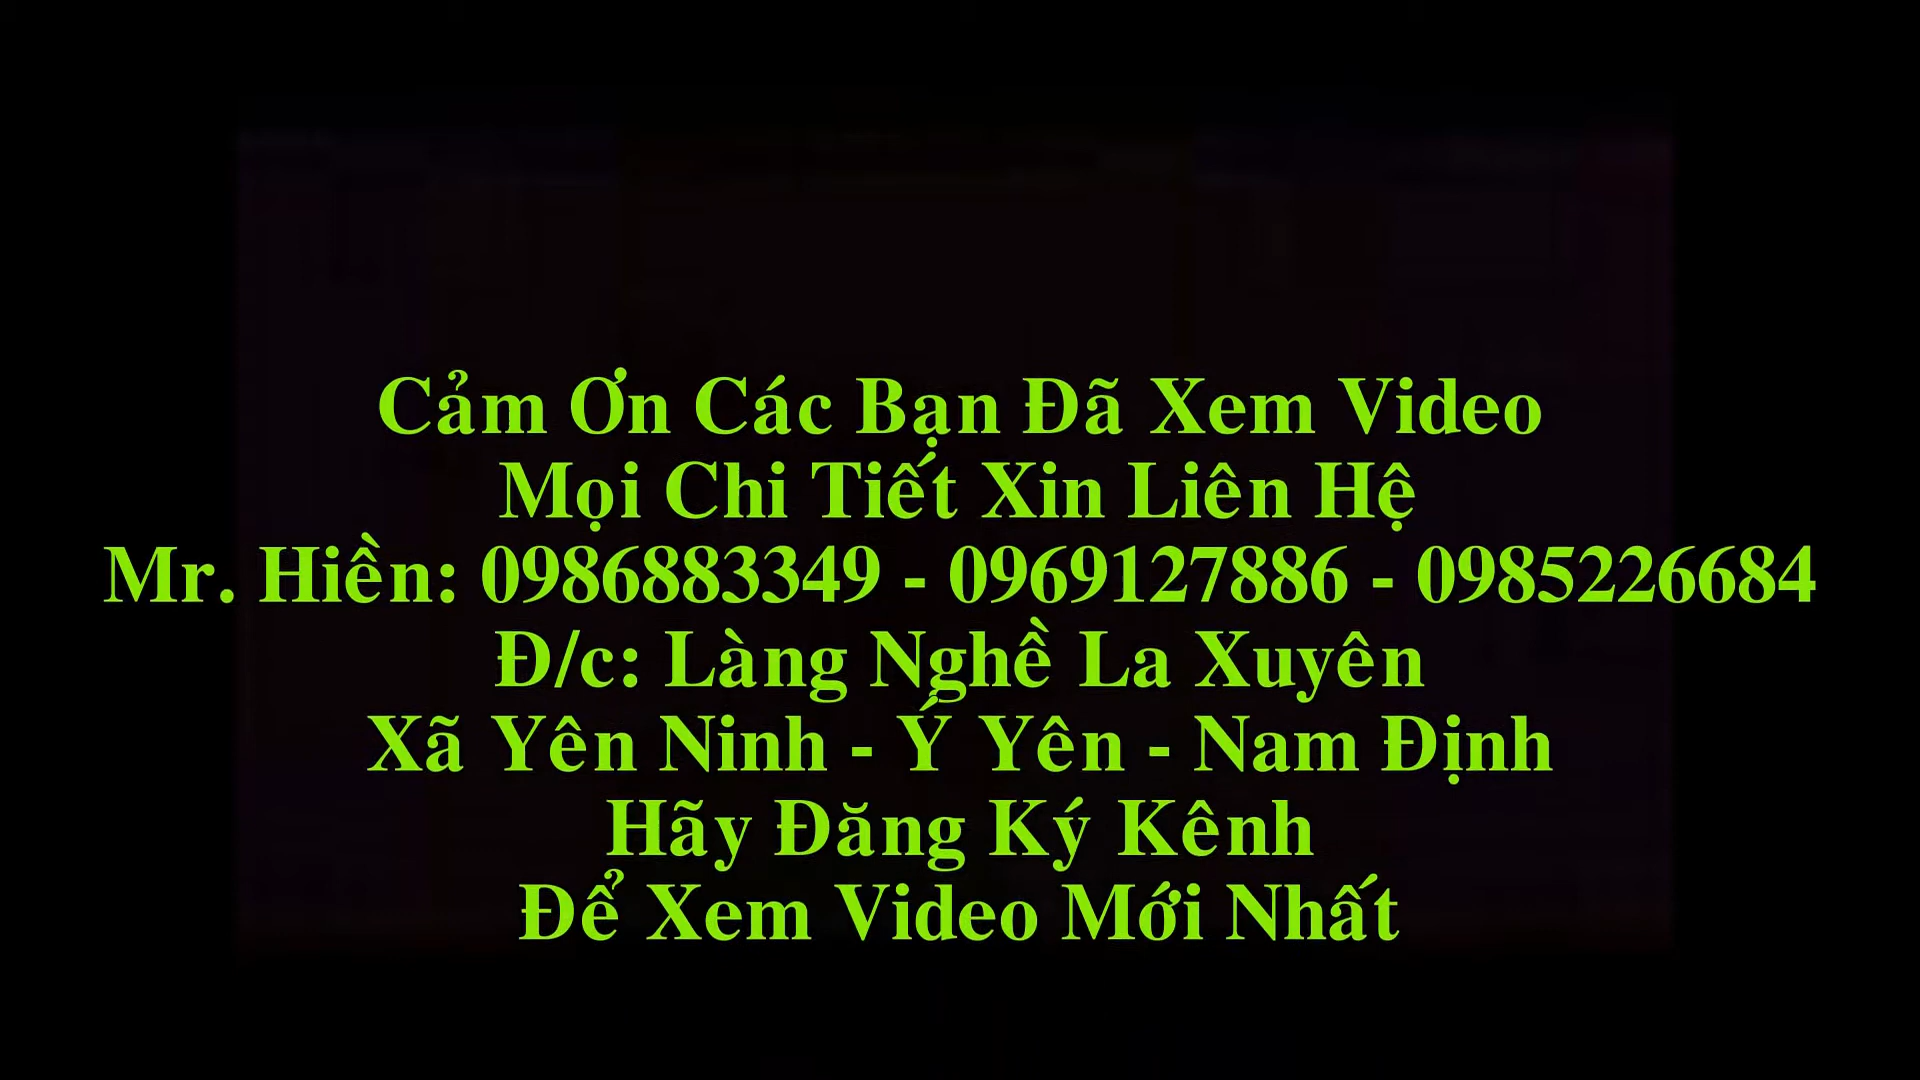 Cảm Ơn Các Bạn Đã Xem Video
Mọi Chi Tiết Xin Liên Hệ
Mr. Hiền: 0986883349 - 0969127886 - 0985226684
Đ/c: Làng Nghề La Xuyên
Xã Yên Ninh - Ý Yên - Nam Định
Hãy Đăng Ký Kênh
Để Xem Video Mới Nhất